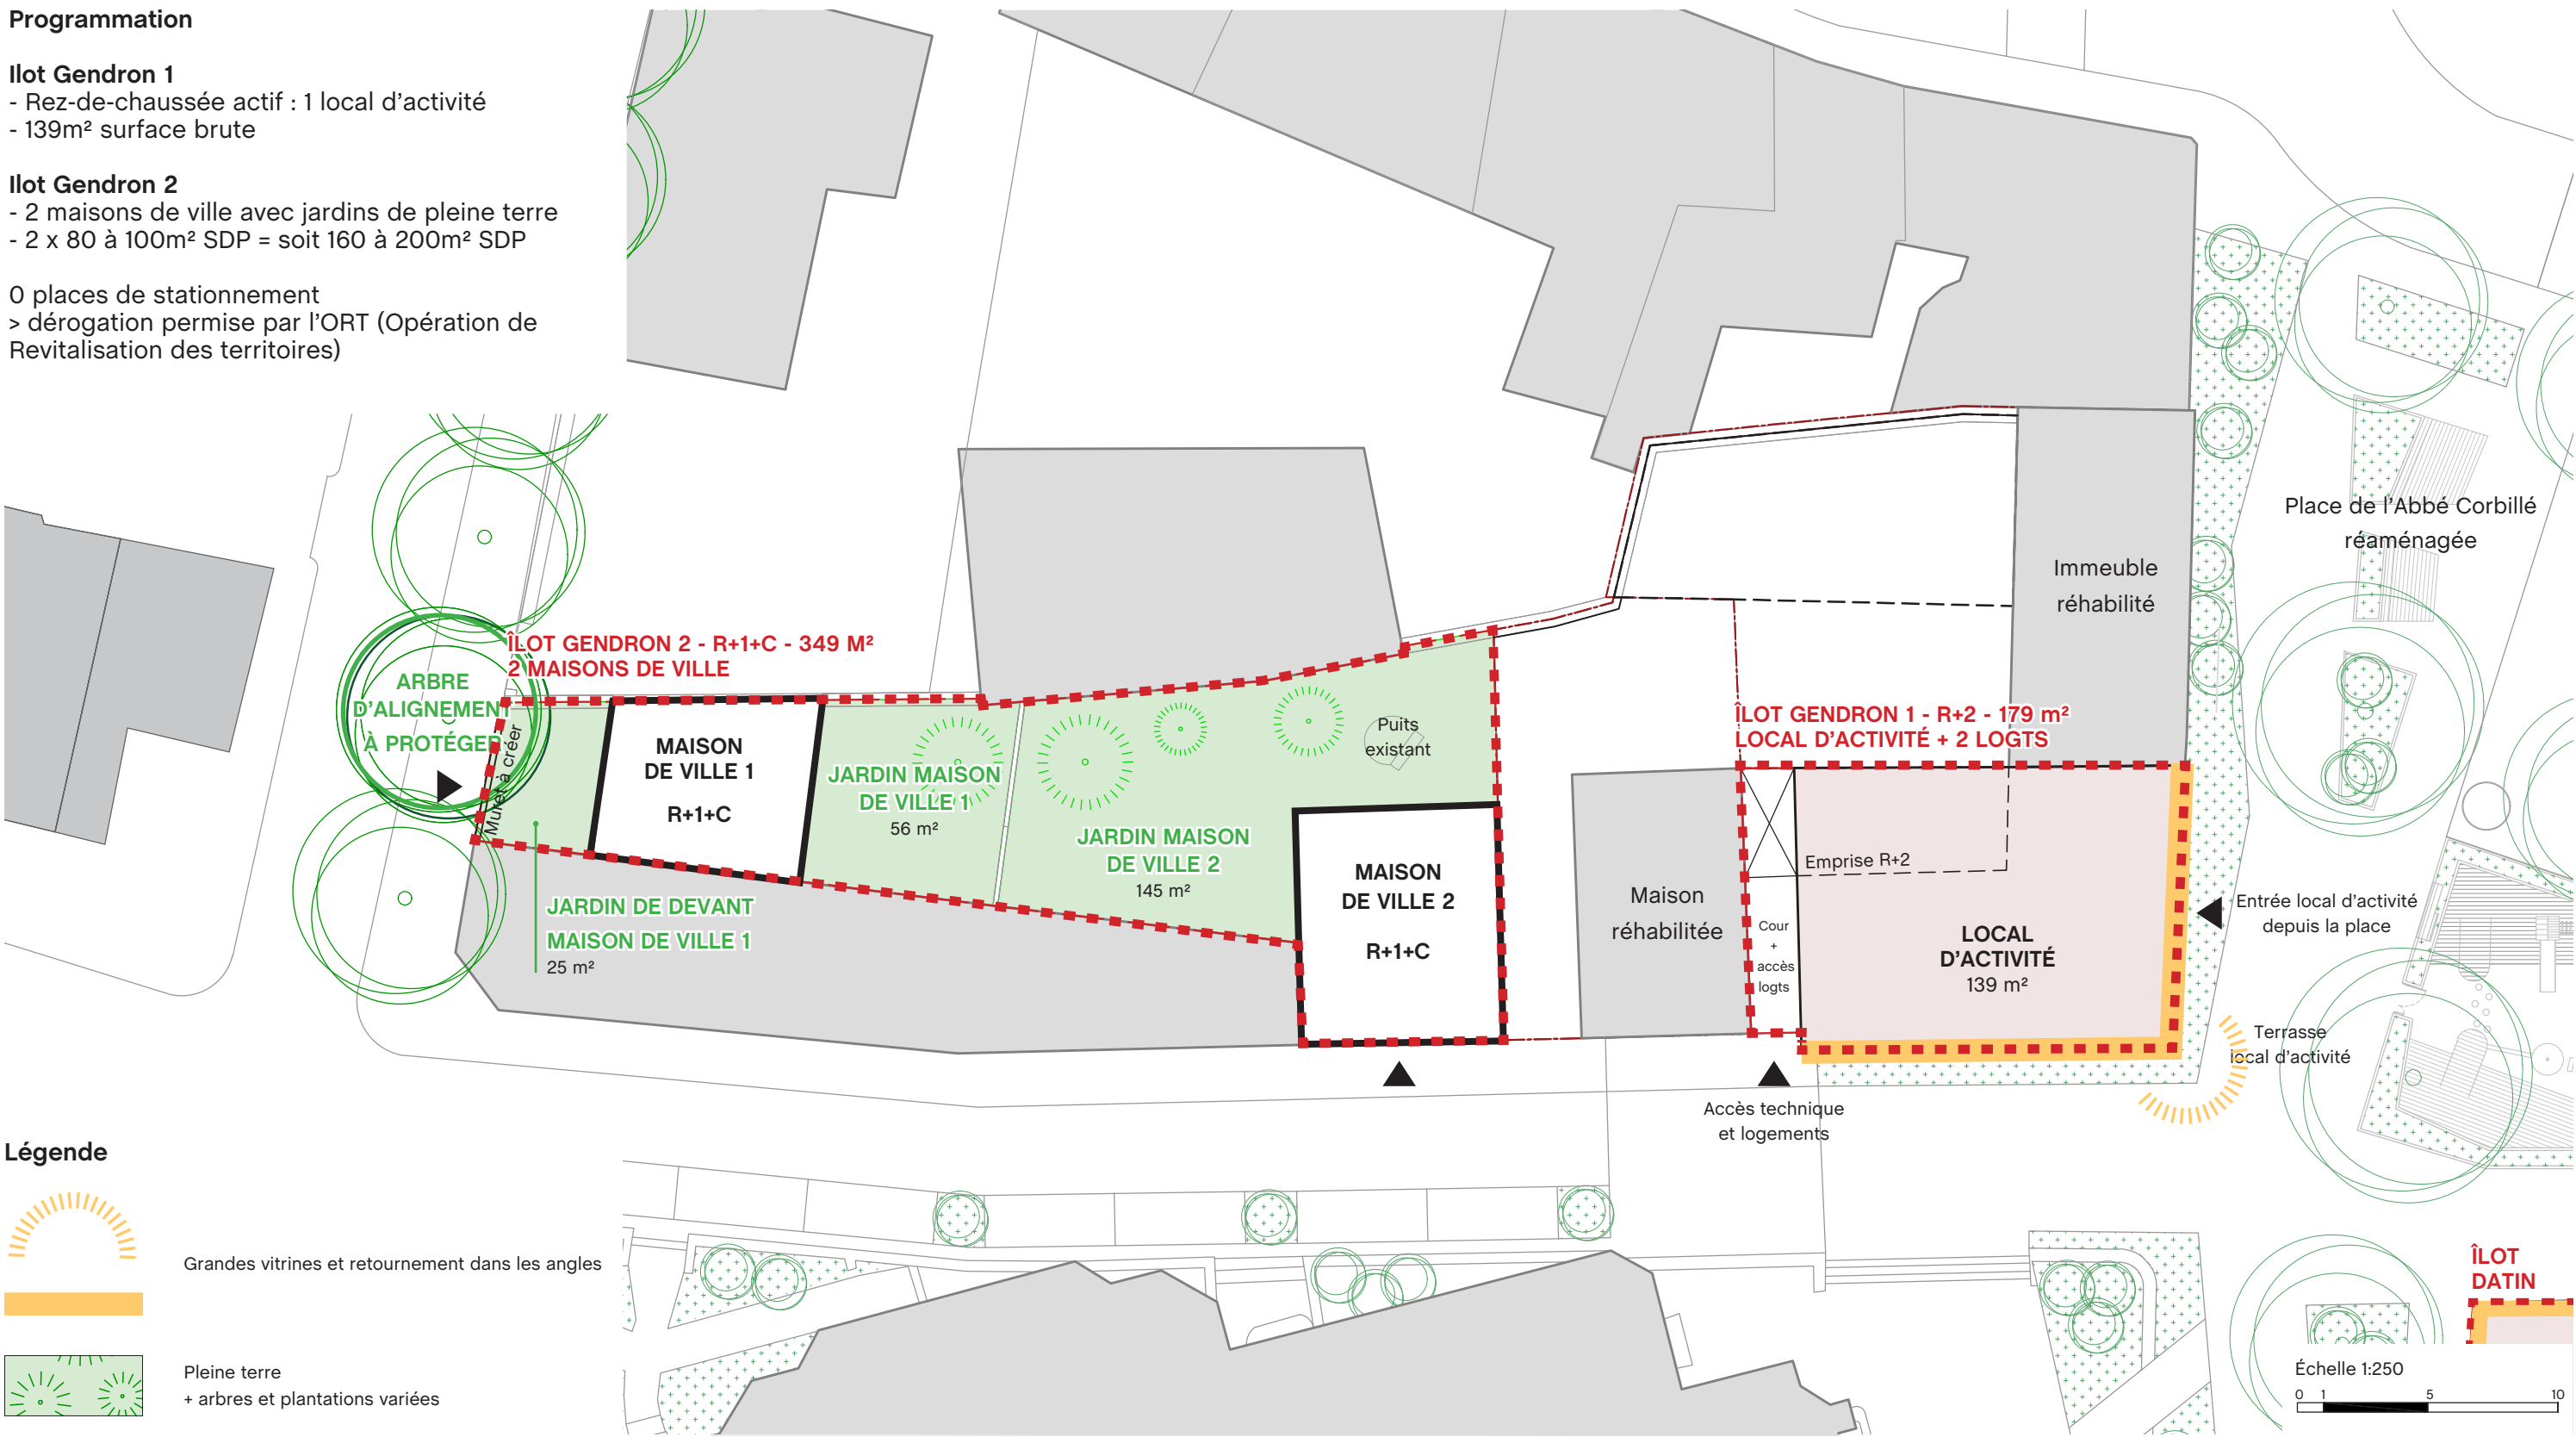 Programmation
Ilot Gendron 1
- Rez-de-chaussée actif : 1 local d'activité
- 139m² surface brute
Ilot Gendron 2
- 2 maisons de ville avec jardins de pleine terre
- 2 x 80 à 100m² SDP = soit 160 à 200m² SDP
0 places de stationnement
> dérogation permise par l'ORT (Opération de
Revitalisation des territoires)
Place de l'Abbé Corbillé
réaménagée
Immeuble
réhabilité
ÎLOT GENDRON 2 - R+1+C - 349 M²
2 MAISONS DE VILLE
ARBRE
D'ALIGNEMENT
À PROTÉGER
Muret à créer
MAISON
DE VILLE 1
R+1+C
JARDIN MAISON
DE VILLE 1
56 m²
JARDIN MAISON
DE VILLE 2
145 m²
Puits
existant
JARDIN DE DEVANT
MAISON DE VILLE 1
25 m²
MAISON
DE VILLE 2
R+1+C
ÎLOT GENDRON 1 - R+2 - 179 m²
LOCAL D'ACTIVITÉ + 2 LOGTS
Maison
réhabilitée
Emprise R+2
Cour
+
accès
logts
LOCAL
D'ACTIVITÉ
139 m²
Entrée local d'activité
depuis la place
Terrasse
local d'activité
Accès technique
et logements
Légende
Grandes vitrines et retournement dans les angles
Pleine terre
+ arbres et plantations variées
ÎLOT
DATIN
Échelle 1:250
0 1 5 10